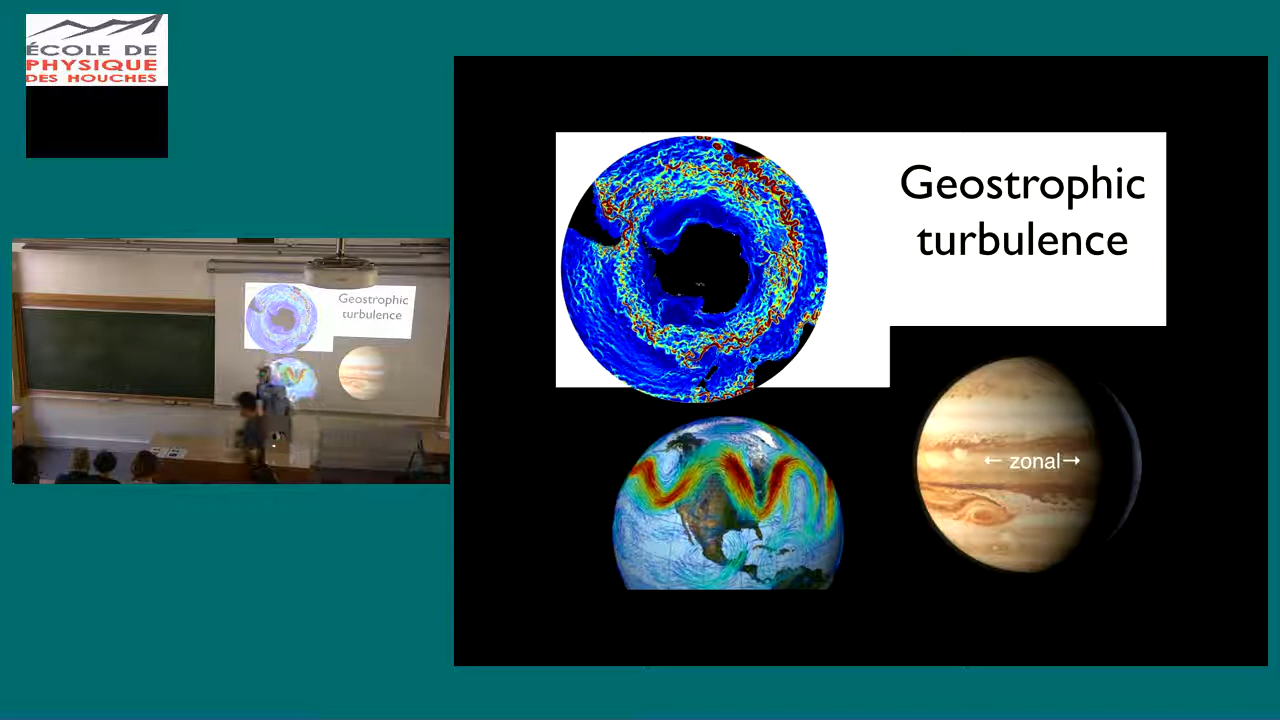 ÉCOLE DE
PHYSIQUE
DES HOUCHES
Geostrophic
turbulence
Geostrophic
turbulence
← zonal→